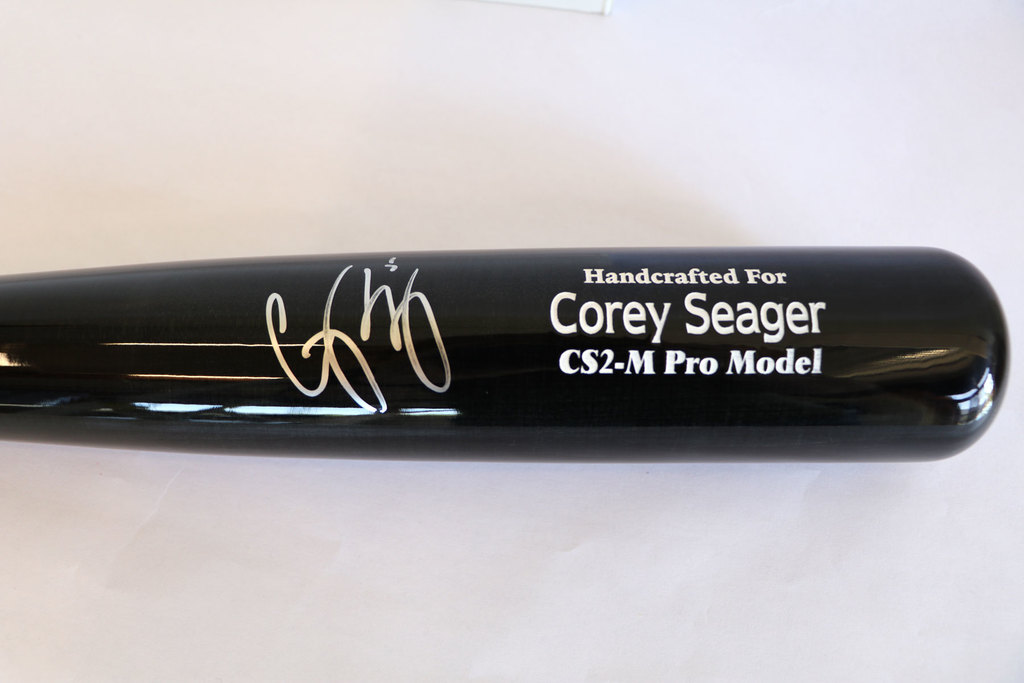 Handcrafted For
Corey Seager
CS2-M Pro Model